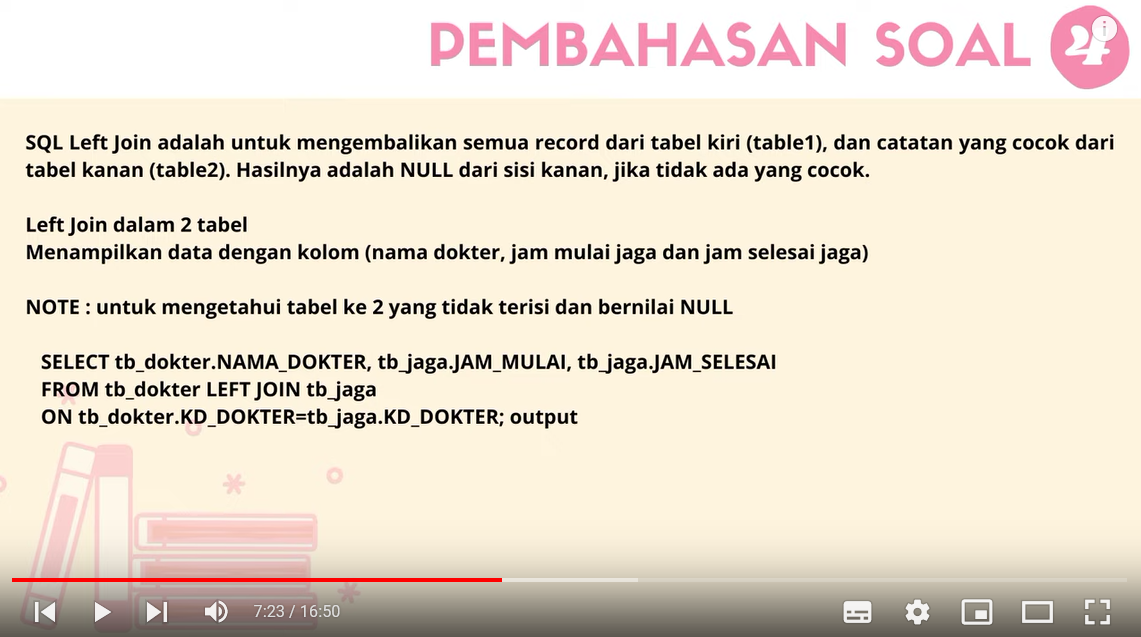 PEMBAHASAN SOAL 4
SQL Left Join adalah untuk mengembalikan semua record dari tabel kiri (table1), dan catatan yang cocok dari
tabel kanan (table2). Hasilnya adalah NULL dari sisi kanan, jika tidak ada yang cocok.
Left Join dalam 2 tabel
Menampilkan data dengan kolom (nama dokter, jam mulai jaga dan jam selesai jaga)
NOTE : untuk mengetahui tabel ke 2 yang tidak terisi dan bernilai NULL
SELECT tb_dokter.NAMA_DOKTER, tb_jaga.JAM_MULAI, tb_jaga.JAM_SELESAI
FROM tb_dokter LEFT JOIN tb_jaga
ON tb_dokter.KD_DOKTER=tb_jaga.KD_DOKTER; output
7:23 / 16:50